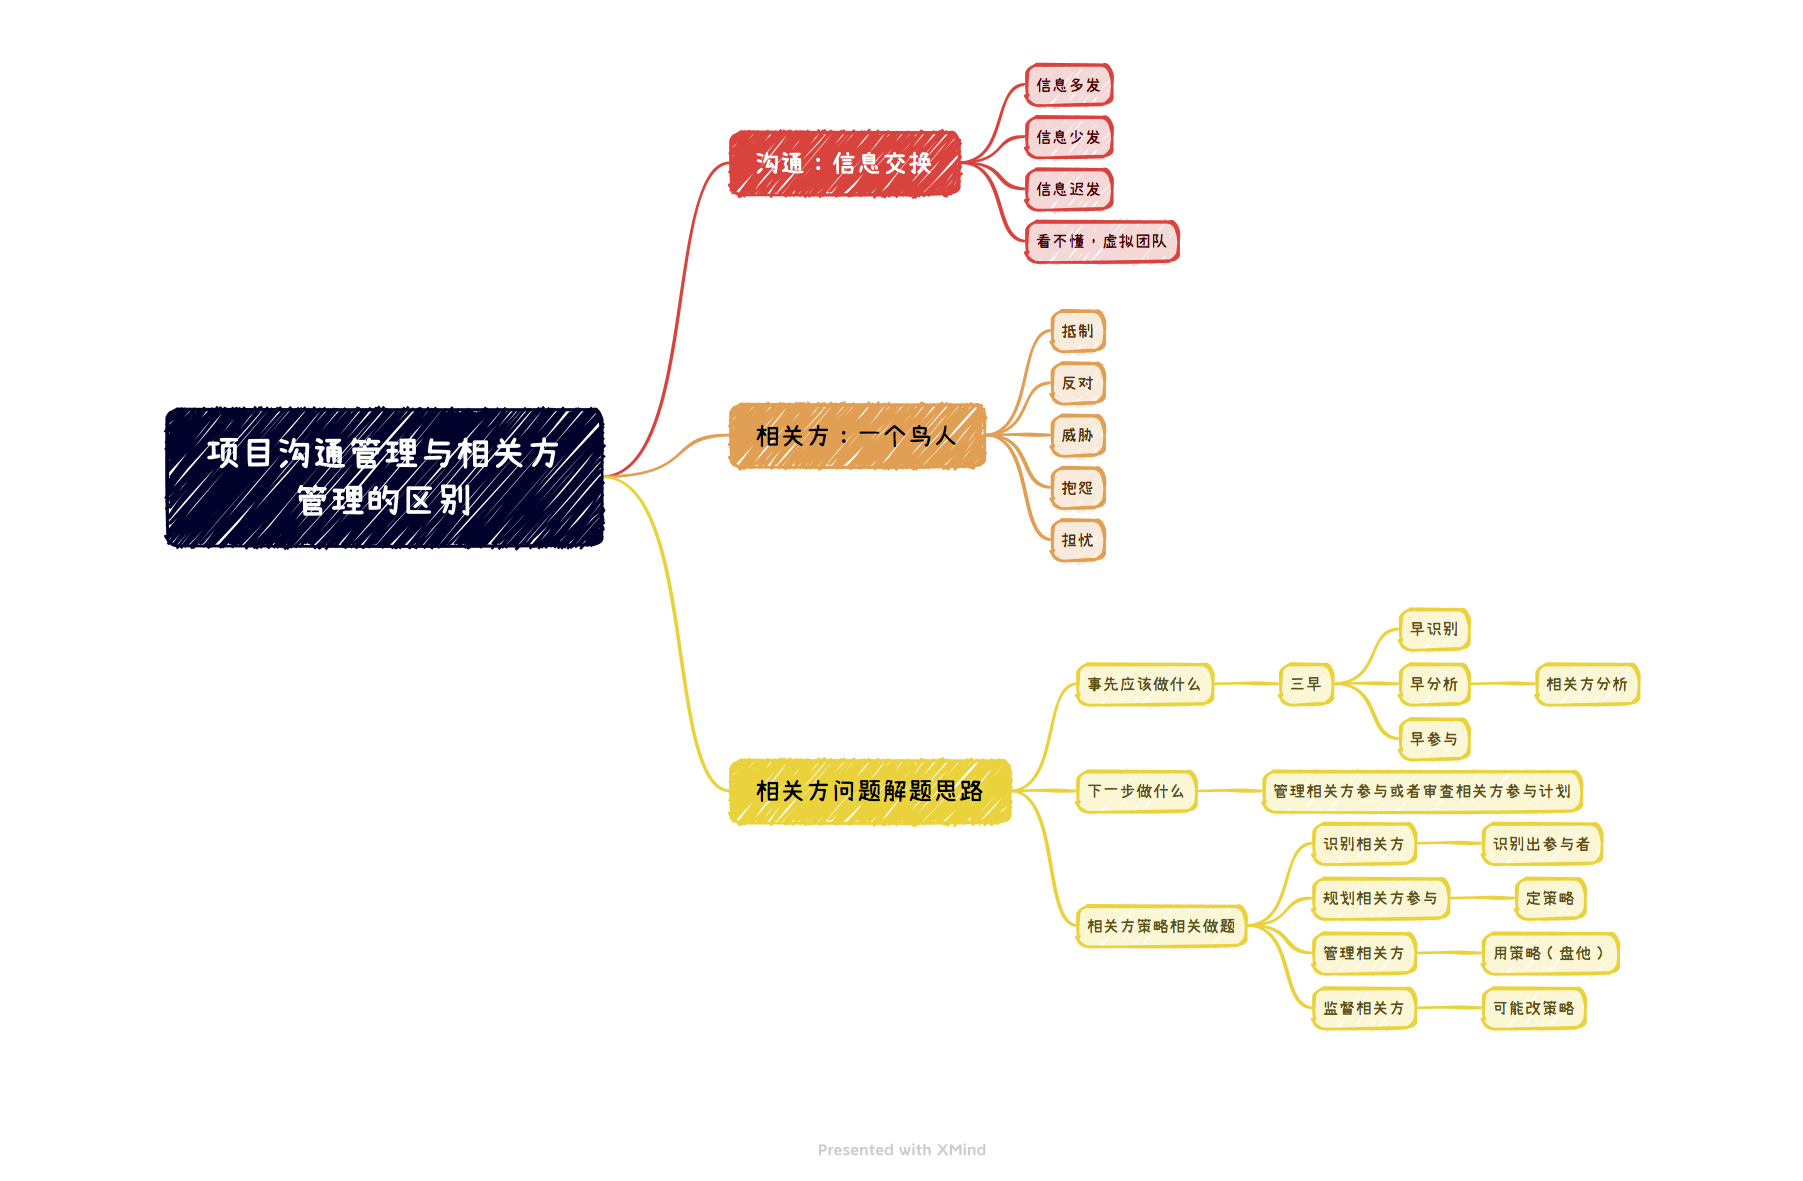 项目沟通管理与相关方
管理的区别
沟通：信息交换
信息多发
信息少发
信息迟发
看不懂，虚拟团队
相关方：一个鸟人
抵制
反对
威胁
抱怨
担忧
相关方问题解题思路
事先应该做什么
三早
早识别
早分析
相关方分析
早参与
下一步做什么
管理相关方参与或者审查相关方参与计划
相关方策略相关做题
识别相关方
识别出参与者
规划相关方参与
定策略
管理相关方
用策略（盘他）
监督相关方
可能改策略
Presented with XMind